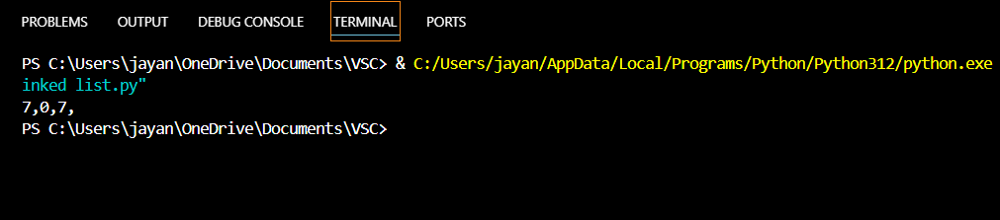 PROBLEMS OUTPUT DEBUG CONSOLE TERMINAL PORTS
PS C:\Users\jayan\OneDrive\Documents\VSC> & C:/Users/jayan/AppData/Local/Programs/Python/Python312/python.exe
inked list.py"
7,0,7,
PS C:\Users\jayan\OneDrive\Documents\VSC>